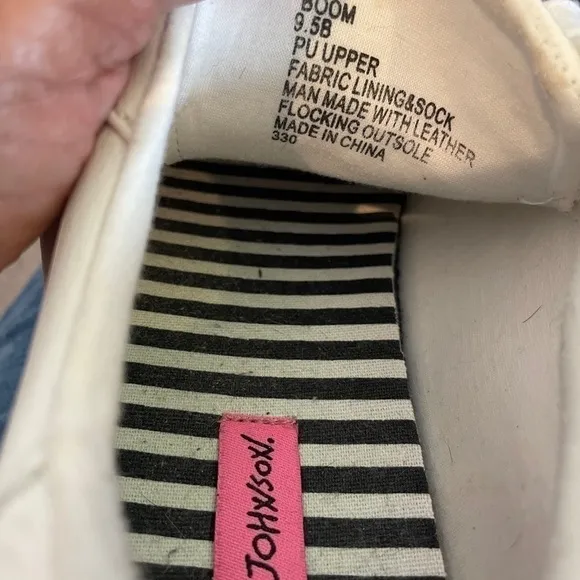 BOOM
9.5B
PU UPPER
FABRIC LINING&SOCK
MAN MADE WITH LEATHER
FLOCKING OUTSOLE
MADE IN CHINA
330
JOHNSON.